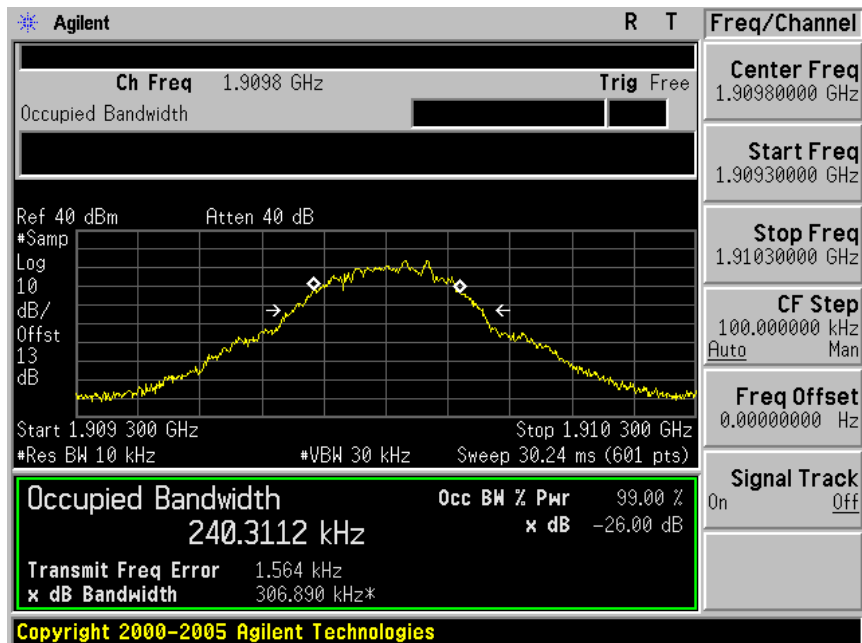 Agilent R T
Freq/Channel
Ch Freq 1.9098 GHz Trig Free
Occupied Bandwidth
Center Freq
1.90980000 GHz
Start Freq
1.90930000 GHz
Stop Freq
1.91030000 GHz
CF Step
100.000000 kHz
Auto Man
Freq Offset
0.00000000 Hz
Signal Track
On Off
Ref 40 dBm Atten 40 dB
#Samp
Log
10
dB/
Offst
13
dB
Start 1.909 300 GHz Stop 1.910 300 GHz
#Res BW 10 kHz #VBW 30 kHz Sweep 30.24 ms (601 pts)
Occupied Bandwidth
240.3112 kHz
Occ BW % Pwr 99.00 %
x dB -26.00 dB
Transmit Freq Error 1.564 kHz
x dB Bandwidth 306.890 kHz*
Copyright 2000-2005 Agilent Technologies